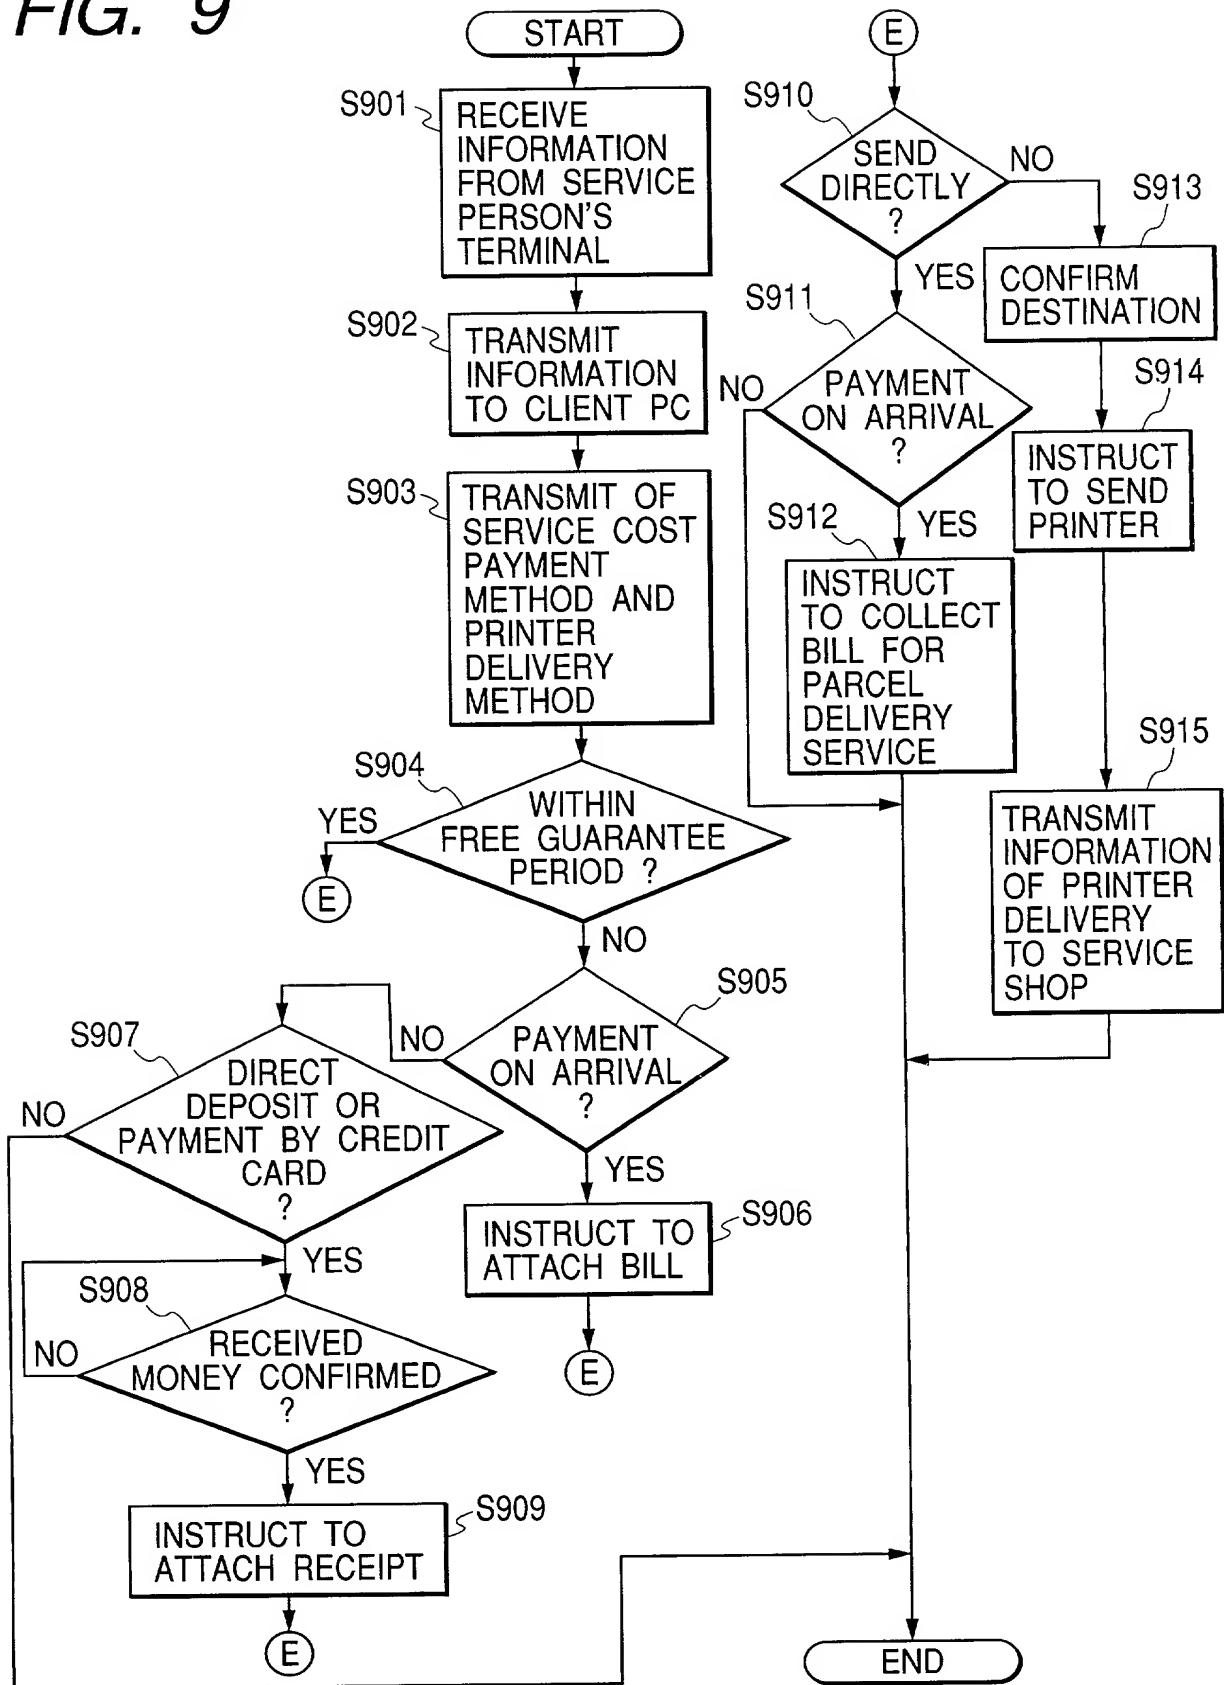 FIG. 9
START
S901
RECEIVE
INFORMATION
FROM SERVICE
PERSON'S
TERMINAL
S902
TRANSMIT
INFORMATION
TO CLIENT PC
S903
TRANSMIT OF
SERVICE COST
PAYMENT
METHOD AND
PRINTER
DELIVERY
METHOD
S904
WITHIN
FREE GUARANTEE
PERIOD ?
YES
E
NO
S905
PAYMENT
ON ARRIVAL
?
NO
YES
S906
INSTRUCT TO
ATTACH BILL
E
S907
DIRECT
DEPOSIT OR
PAYMENT BY CREDIT
CARD
?
NO
YES
S908
RECEIVED
MONEY CONFIRMED
?
NO
YES
S909
INSTRUCT TO
ATTACH RECEIPT
E
E
S910
SEND
DIRECTLY
?
NO
YES
S911
PAYMENT
ON ARRIVAL
?
NO
YES
S912
INSTRUCT
TO COLLECT
BILL FOR
PARCEL
DELIVERY
SERVICE
S913
CONFIRM
DESTINATION
S914
INSTRUCT
TO SEND
PRINTER
S915
TRANSMIT
INFORMATION
OF PRINTER
DELIVERY
TO SERVICE
SHOP
END